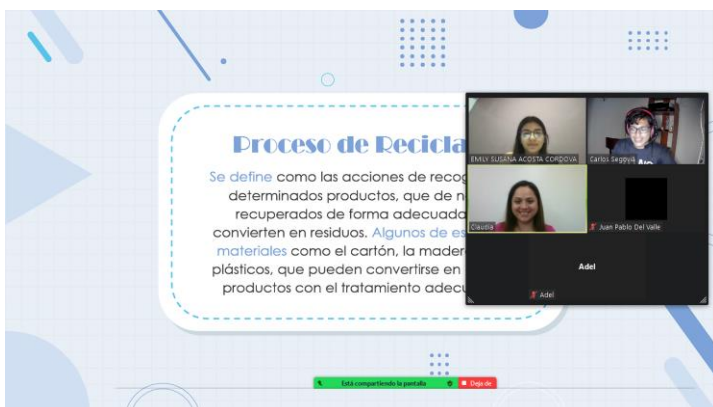 Proceso de Recicla
Se define como las acciones de recog
determinados productos, que de n
recuperados de forma adecuada
convierten en residuos. Algunos de es
materiales como el cartón, la mader
plásticos, que pueden convertirse en
productos con el tratamiento adecu
EMILY SUSANA ACOSTA CORDOVA
Carlos
Claudia
Juan Pablo Del Valle
Adel
Adel
Está compartiendo la pantalla
Deja de